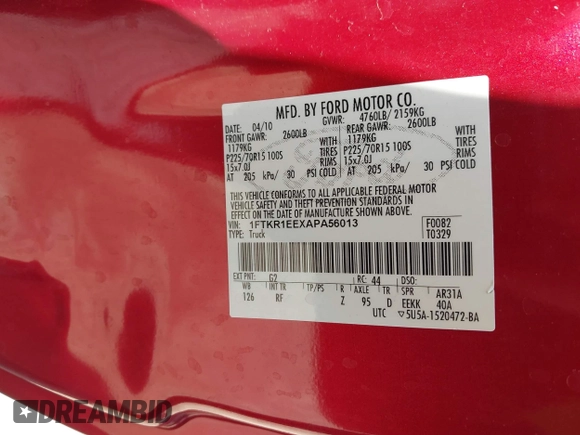 MFD. BY FORD MOTOR CO.
DATE: 04/10 GVWR: 4760LB/ 2159KG
FRONT GAWR: 2600LB REAR GAWR: 2600LB
1179KG WITH 1179KG WITH
P225/70R15 100S TIRES P225/70R15 100S TIRES
15x7.0J RIMS 15x7.0J RIMS
AT 205 kPa/ 30 PSI COLD AT 205 kPa/ 30 PSI COLD
THIS VEHICLE CONFORMS TO ALL APPLICABLE FEDERAL MOTOR
VEHICLE SAFETY AND THEFT PREVENTION STANDARDS IN EFFECT
ON THE DATE OF MANUFACTURE SHOWN ABOVE.
VIN: 1FTKR1EEXAPA56013 F0082
TYPE: Truck T0329
EXT PNT: G2 RC: 44 DSO:
WB INT TR TP/PS R AXLE TR SPR AR31A
126 RF Z 95 D EEKK 40A
UTC ▽5U5A-1520472-BA
Ford
DREAMBID